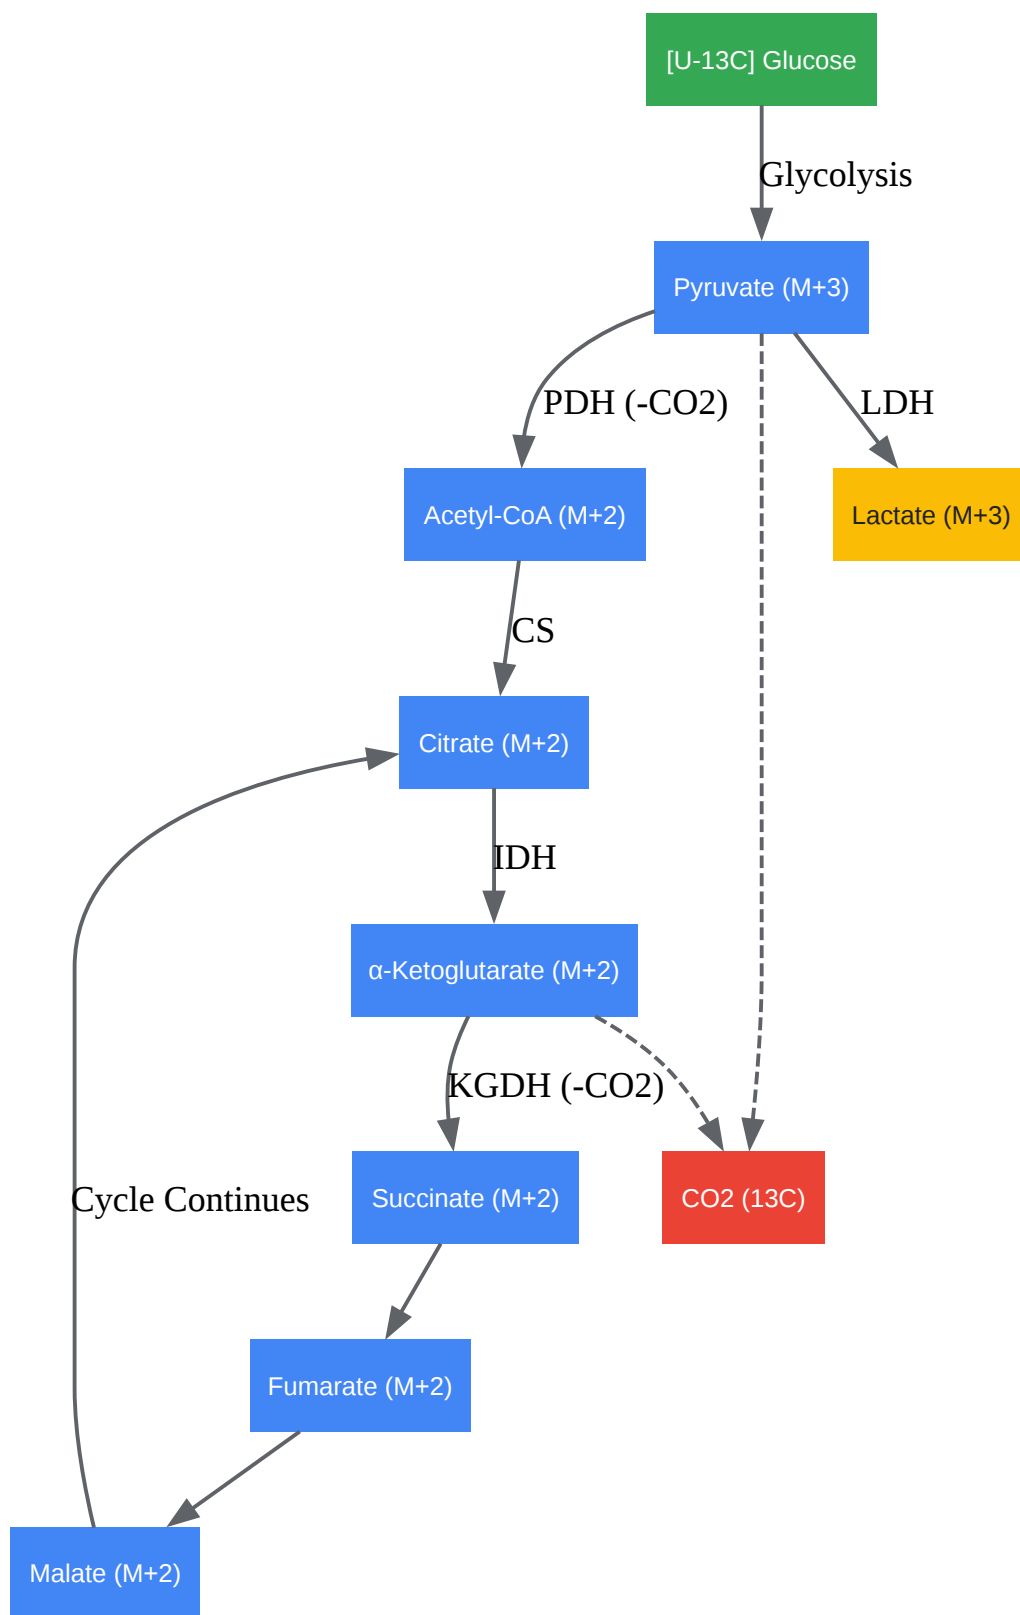 [U-13C] Glucose
Glycolysis
Pyruvate (M+3)
PDH (-CO2)
LDH
Acetyl-CoA (M+2)
Lactate (M+3)
CS
Citrate (M+2)
IDH
α-Ketoglutarate (M+2)
KGDH (-CO2)
Cycle Continues
Succinate (M+2)
CO2 (13C)
Fumarate (M+2)
Malate (M+2)